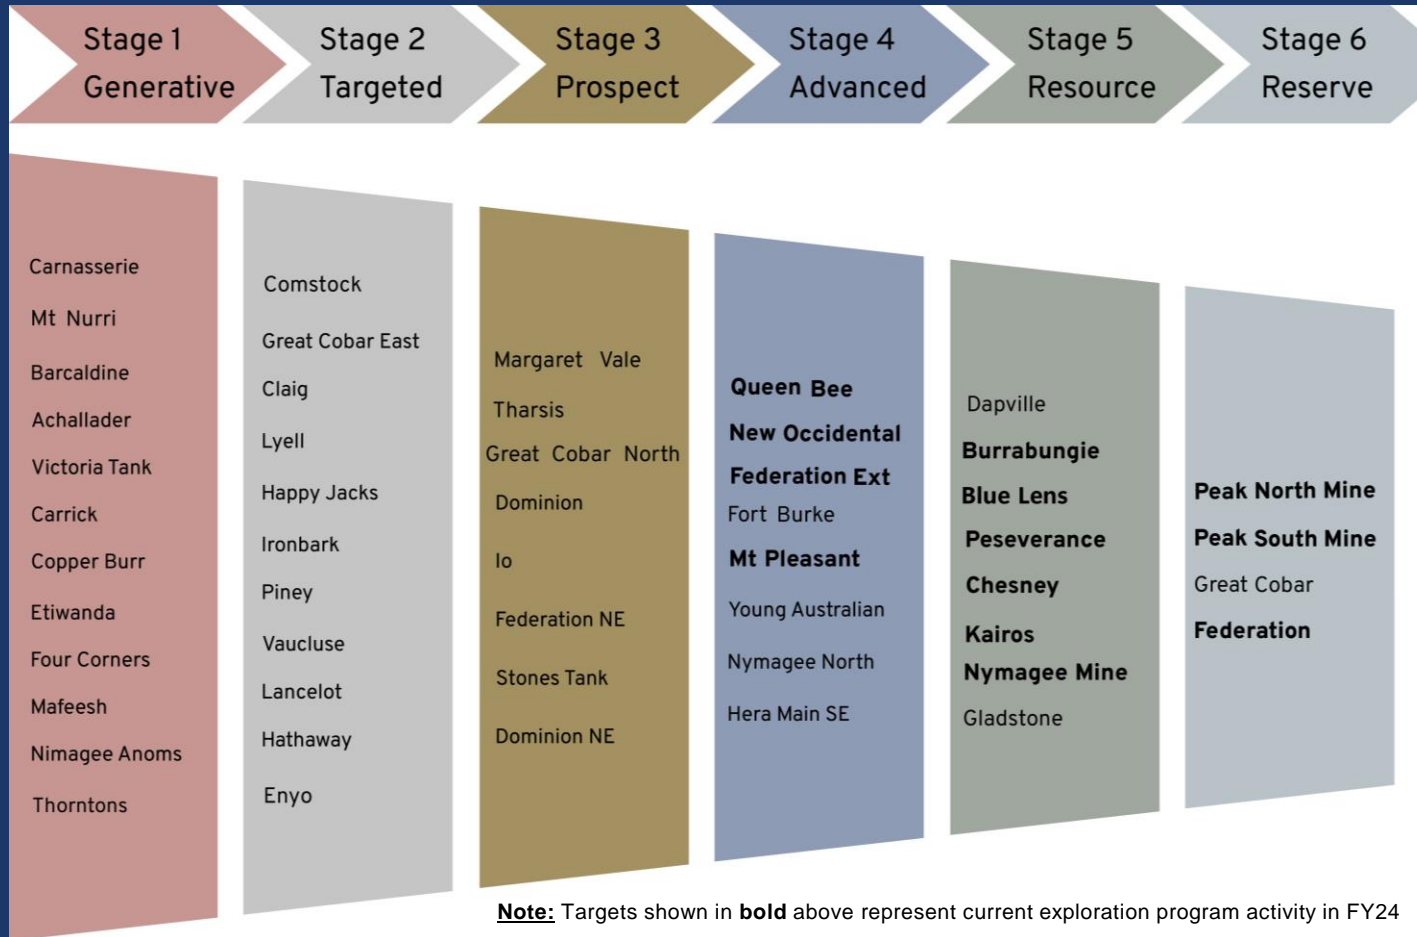 Stage 1
Generative
Stage 2
Targeted
Stage 3
Prospect
Stage 4
Advanced
Stage 5
Resource
Stage 6
Reserve
Carnasserie
Mt Nurri
Barcaldine
Achallader
Victoria Tank
Carrick
Copper Burr
Etiwanda
Four Corners
Mafeesh
Nimagee Anoms
Thorntons
Comstock
Great Cobar East
Claig
Lyell
Happy Jacks
Ironbark
Piney
Vaucluse
Lancelot
Hathaway
Enyo
Margaret Vale
Tharsis
Great Cobar North
Dominion
Io
Federation NE
Stones Tank
Dominion NE
Queen Bee
New Occidental
Federation Ext
Fort Burke
Mt Pleasant
Young Australian
Nymagee North
Hera Main SE
Dapville
Burrabungie
Blue Lens
Peseverance
Chesney
Kairos
Nymagee Mine
Gladstone
Peak North Mine
Peak South Mine
Great Cobar
Federation
Note: Targets shown in bold above represent current exploration program activity in FY24